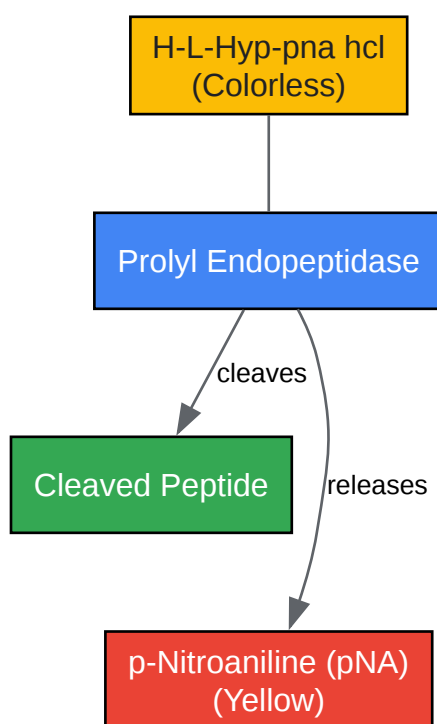 H-L-Hyp-pna hcl
(Colorless)
Prolyl Endopeptidase
cleaves
Cleaved Peptide
releases
p-Nitroaniline (pNA)
(Yellow)